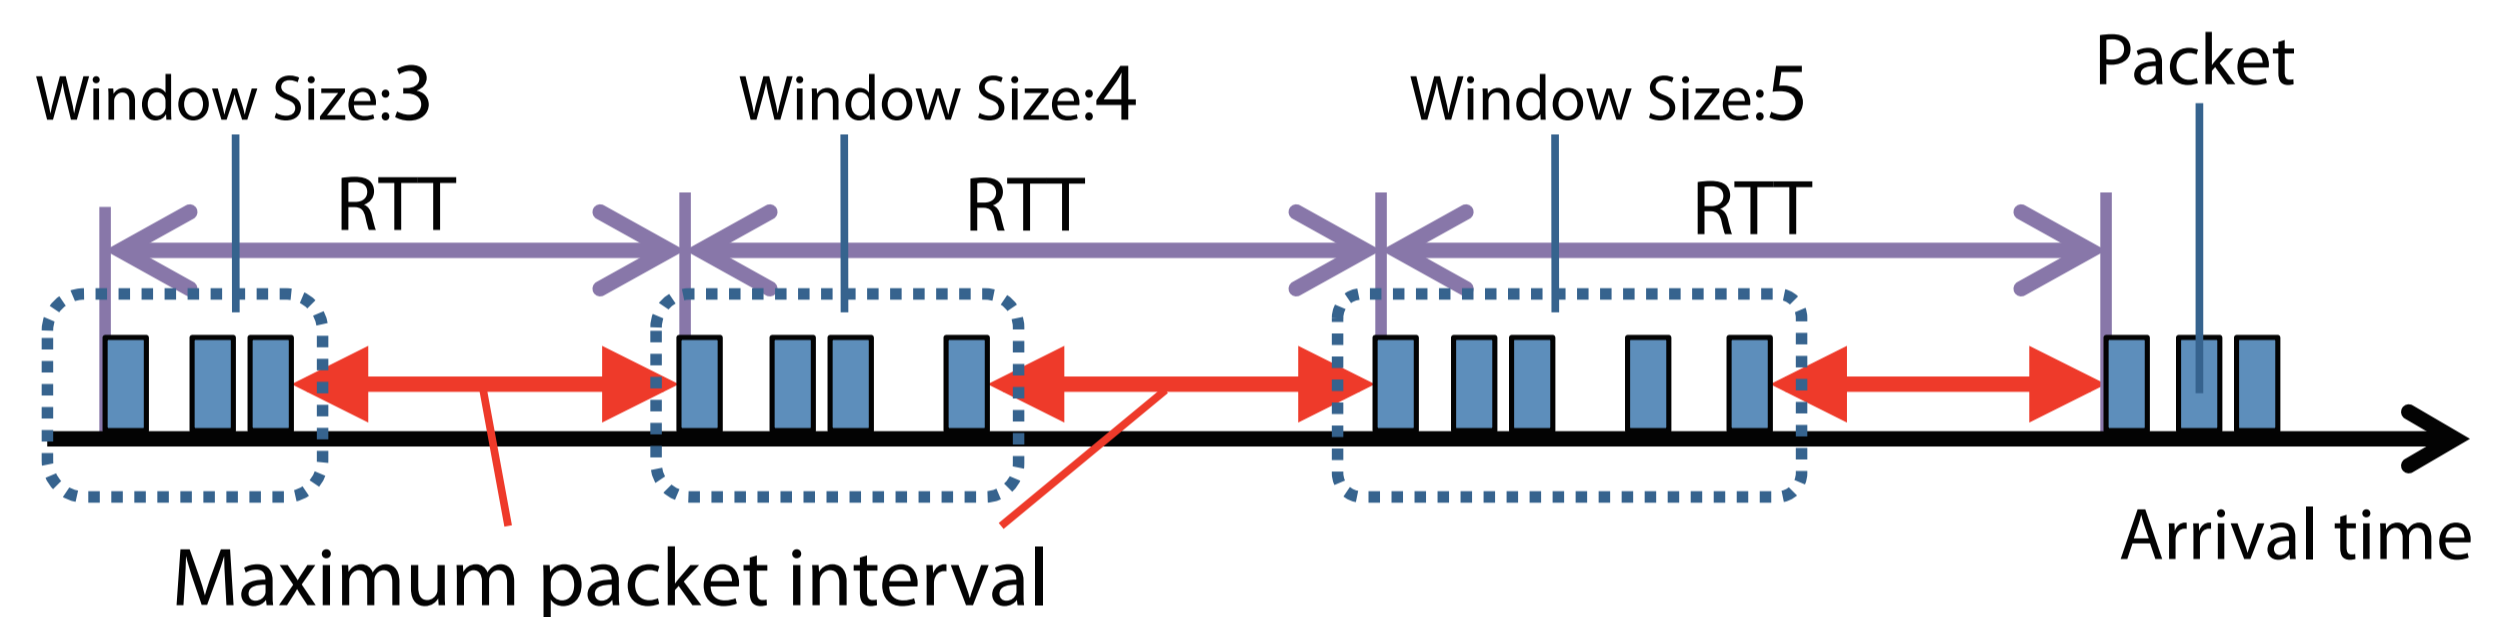 Window Size:3
Window Size:4
Window Size:5
Packet
RTT
RTT
RTT
Arrival time
Maximum packet interval